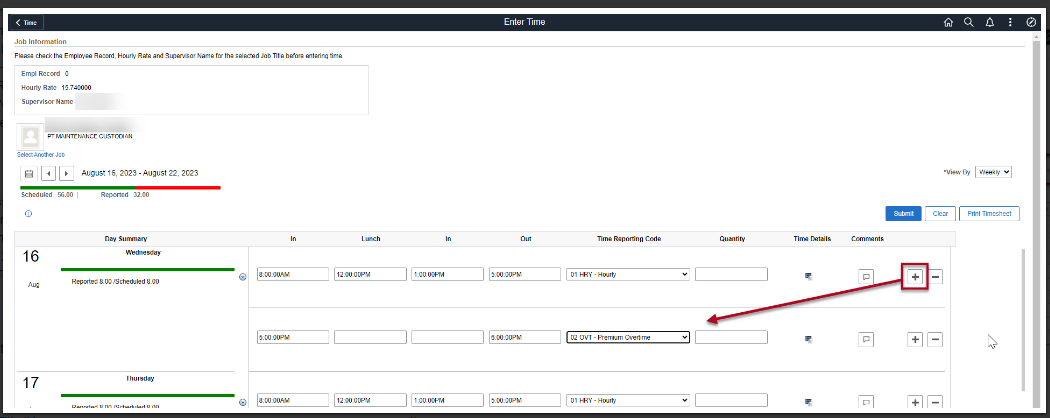 Time
Enter Time
Job Information
Please check the Employee Record, Hourly Rate and Supervisor Name for the selected Job Title before entering time.
Empl Record 0
Hourly Rate 15.740000
Supervisor Name
PT MAINTENANCE CUSTODIAN
Select Another Job
August 16, 2023 - August 22, 2023
*View By Weekly
Scheduled 56.00 | Reported 32.00
Submit Clear Print Timesheet
Day Summary In Lunch In Out Time Reporting Code Quantity Time Details Comments
16 Wednesday
8:00:00AM 12:00:00PM 1:00:00PM 5:00:00PM 01 HRY - Hourly
Aug Reported 8.00 /Scheduled 8.00
5:00:00PM 6:00:00PM 02 OVT - Premium Overtime
17 Thursday
8:00:00AM 12:00:00PM 1:00:00PM 5:00:00PM 01 HRY - Hourly
Reported 8.00 /Scheduled 8.00